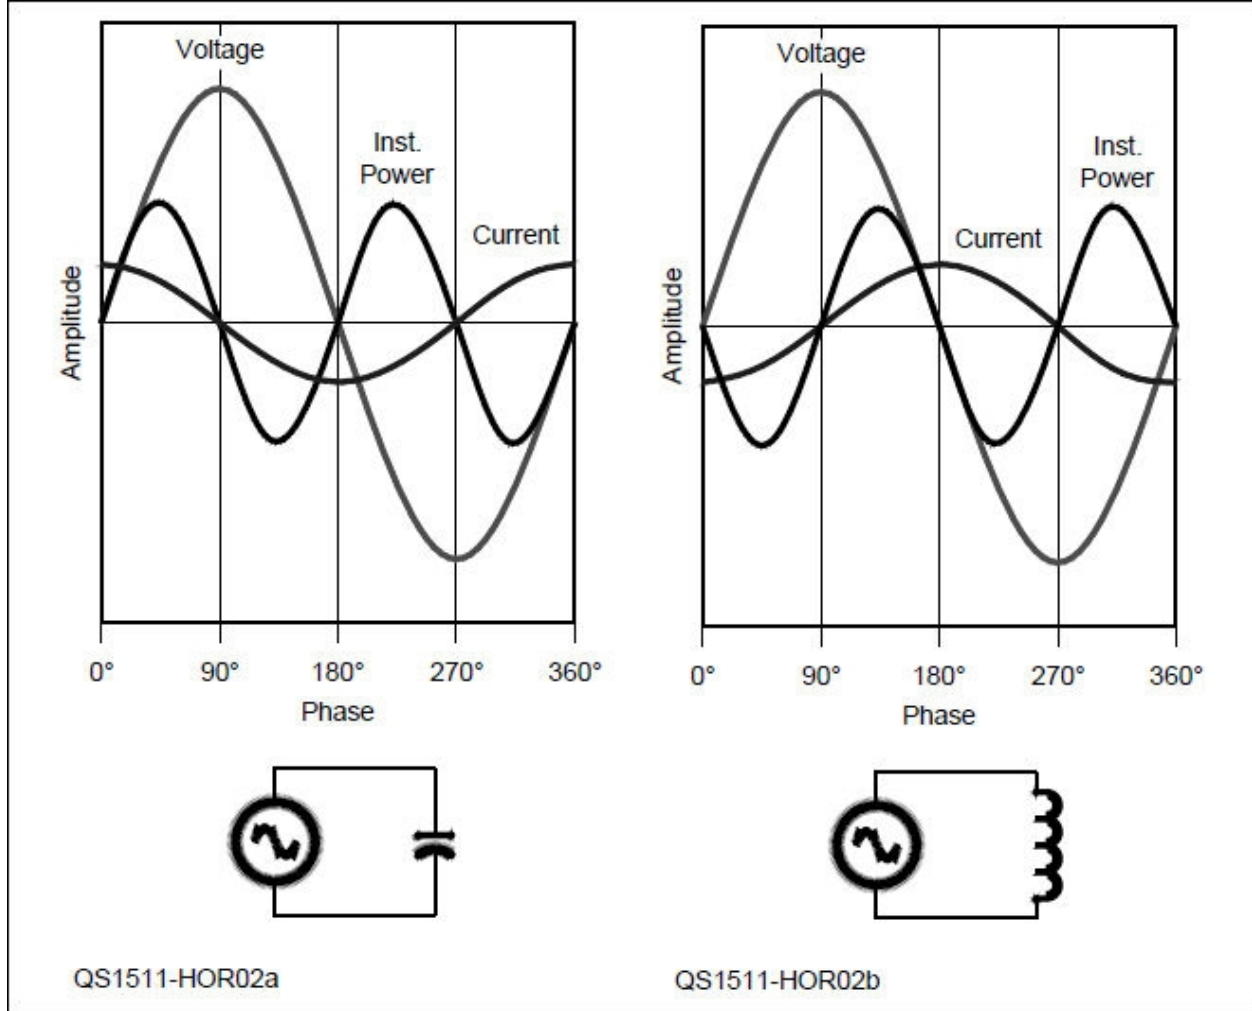 Voltage
Inst.
Power
Current
Amplitude
0° 90° 180° 270° 360°
Phase
QS1511-HOR02a
Voltage
Inst.
Power
Current
Amplitude
0° 90° 180° 270° 360°
Phase
QS1511-HOR02b